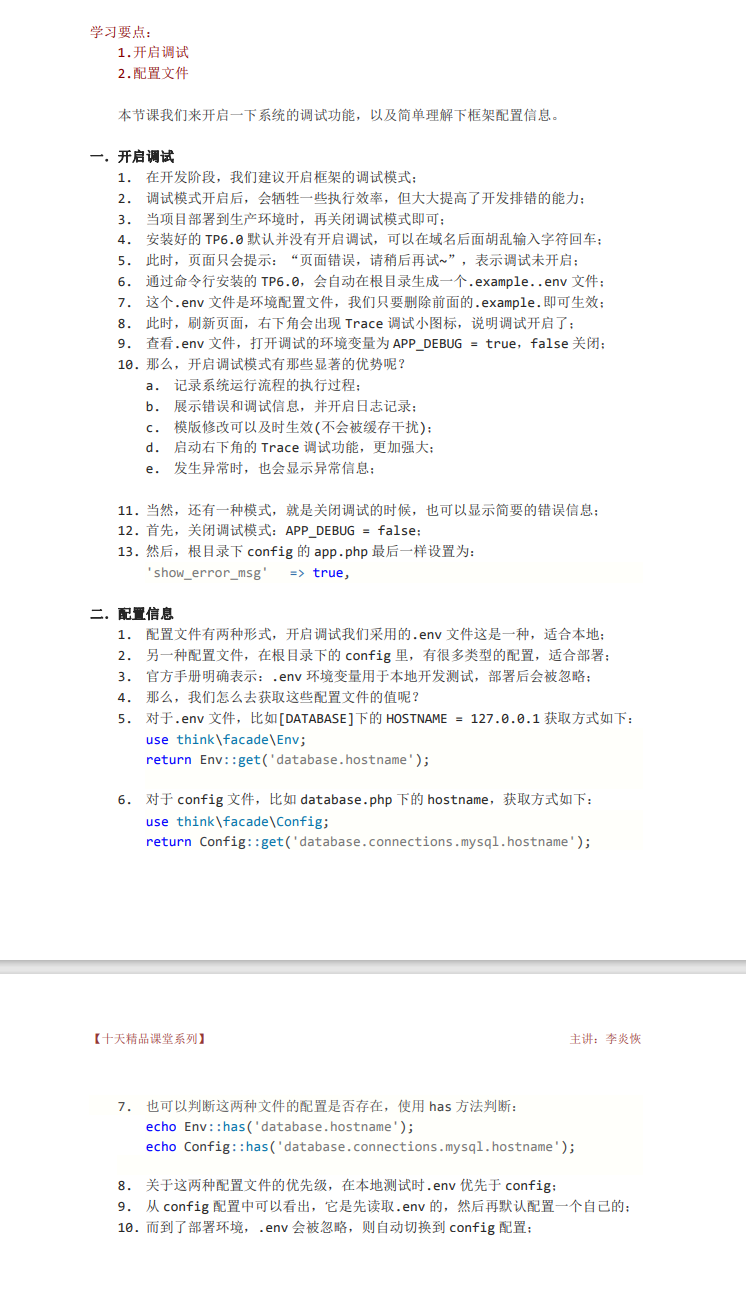 学习要点：
1.开启调试
2.配置文件
本节课我们来开启一下系统的调试功能，以及简单理解下框架配置信息。
一．开启调试
1. 在开发阶段，我们建议开启框架的调试模式；
2. 调试模式开启后，会牺牲一些执行效率，但大大提高了开发排错的能力；
3. 当项目部署到生产环境时，再关闭调试模式即可；
4. 安装好的 TP6.0 默认并没有开启调试，可以在域名后面胡乱输入字符回车；
5. 此时，页面只会提示：“页面错误，请稍后再试~”，表示调试未开启；
6. 通过命令行安装的 TP6.0，会自动在根目录生成一个.example..env 文件；
7. 这个.env 文件是环境配置文件，我们只要删除前面的.example.即可生效；
8. 此时，刷新页面，右下角会出现 Trace 调试小图标，说明调试开启了；
9. 查看.env 文件，打开调试的环境变量为 APP_DEBUG = true，false 关闭；
10. 那么，开启调试模式有那些显著的优势呢？
a. 记录系统运行流程的执行过程；
b. 展示错误和调试信息，并开启日志记录；
c. 模版修改可以及时生效(不会被缓存干扰)；
d. 启动右下角的 Trace 调试功能，更加强大；
e. 发生异常时，也会显示异常信息；
11. 当然，还有一种模式，就是关闭调试的时候，也可以显示简要的错误信息；
12. 首先，关闭调试模式：APP_DEBUG = false；
13. 然后，根目录下 config 的 app.php 最后一样设置为：
'show_error_msg' => true,
二．配置信息
1. 配置文件有两种形式，开启调试我们采用的.env 文件这是一种，适合本地；
2. 另一种配置文件，在根目录下的 config 里，有很多类型的配置，适合部署；
3. 官方手册明确表示：.env 环境变量用于本地开发测试，部署后会被忽略；
4. 那么，我们怎么去获取这些配置文件的值呢？
5. 对于.env 文件，比如[DATABASE]下的 HOSTNAME = 127.0.0.1 获取方式如下：
use think\facade\Env;
return Env::get('database.hostname');
6. 对于 config 文件，比如 database.php 下的 hostname，获取方式如下：
use think\facade\Config;
return Config::get('database.connections.mysql.hostname');
【十天精品课堂系列】 主讲：李炎恢
7. 也可以判断这两种文件的配置是否存在，使用 has 方法判断：
echo Env::has('database.hostname');
echo Config::has('database.connections.mysql.hostname');
8. 关于这两种配置文件的优先级，在本地测试时.env 优先于 config；
9. 从 config 配置中可以看出，它是先读取.env 的，然后再默认配置一个自己的；
10. 而到了部署环境，.env 会被忽略，则自动切换到 config 配置；